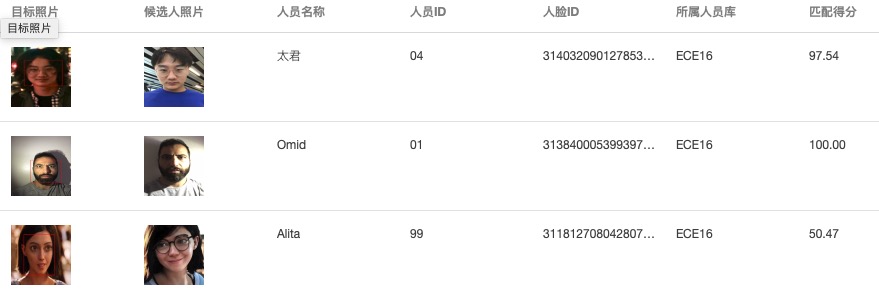 目标照片 候选人照片 人员名称 人员ID 人脸ID 所属人员库 匹配得分
目标照片
太君 04 314032090127853... ECE16 97.54
Omid 01 313840005399397... ECE16 100.00
Alita 99 311812708042807... ECE16 50.47